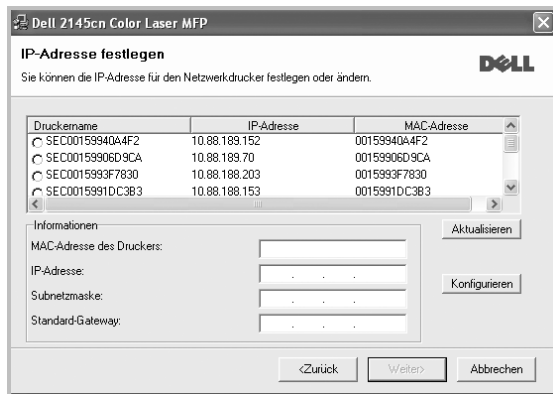 Dell 2145cn Color Laser MFP
IP-Adresse festlegen
Sie können die IP-Adresse für den Netzwerkdrucker festlegen oder ändern.
DELL
Druckername IP-Adresse MAC-Adresse
SEC00159940A4F2 10.88.189.152 00159940A4F2
SEC00159906D9CA 10.88.189.70 00159906D9CA
SEC0015993F7830 10.88.188.203 0015993F7830
SEC0015991DC3B3 10.88.188.153 0015991DC3B3
Informationen
Aktualisieren
MAC-Adresse des Druckers:
IP-Adresse:
Konfigurieren
Subnetzmaske:
Standard-Gateway:
<Zurück Weiter> Abbrechen